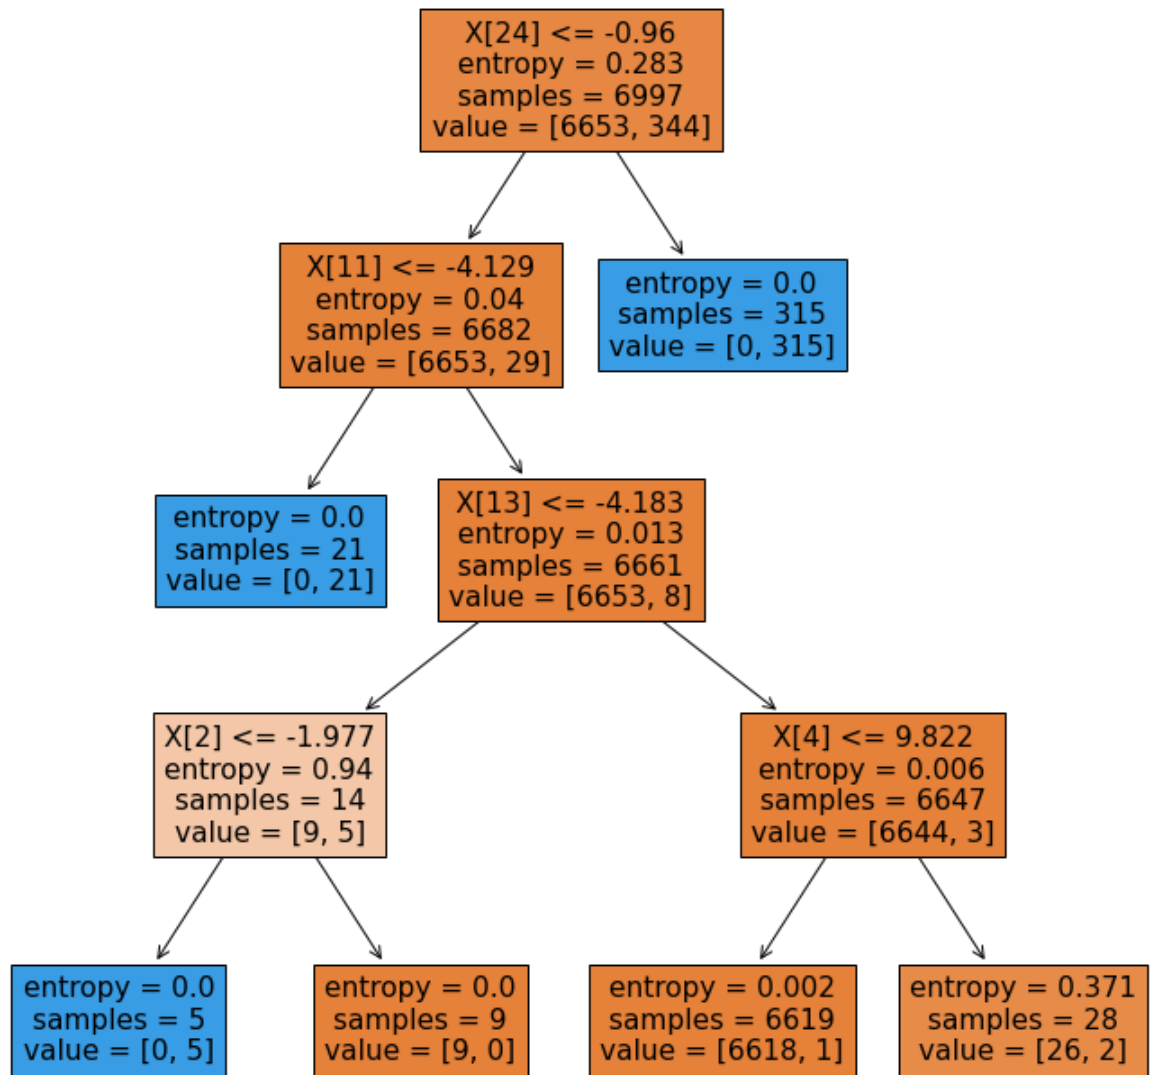 X[24] <= -0.96
entropy = 0.283
samples = 6997
value = [6653, 344]
X[11] <= -4.129
entropy = 0.04
samples = 6682
value = [6653, 29]
entropy = 0.0
samples = 315
value = [0, 315]
entropy = 0.0
samples = 21
value = [0, 21]
X[13] <= -4.183
entropy = 0.013
samples = 6661
value = [6653, 8]
X[2] <= -1.977
entropy = 0.94
samples = 14
value = [9, 5]
X[4] <= 9.822
entropy = 0.006
samples = 6647
value = [6644, 3]
entropy = 0.0
samples = 5
value = [0, 5]
entropy = 0.0
samples = 9
value = [9, 0]
entropy = 0.002
samples = 6619
value = [6618, 1]
entropy = 0.371
samples = 28
value = [26, 2]